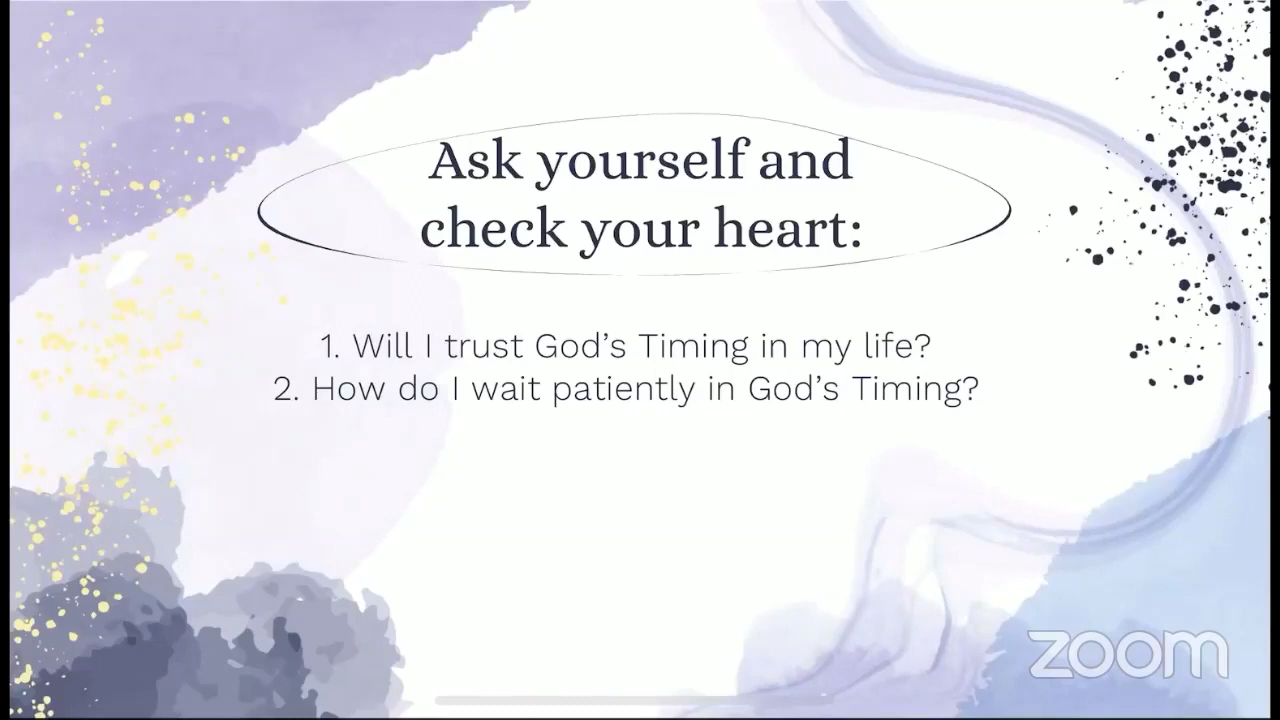 Ask yourself and
check your heart:
1. Will I trust God’s Timing in my life?
2. How do I wait patiently in God’s Timing?
zoom